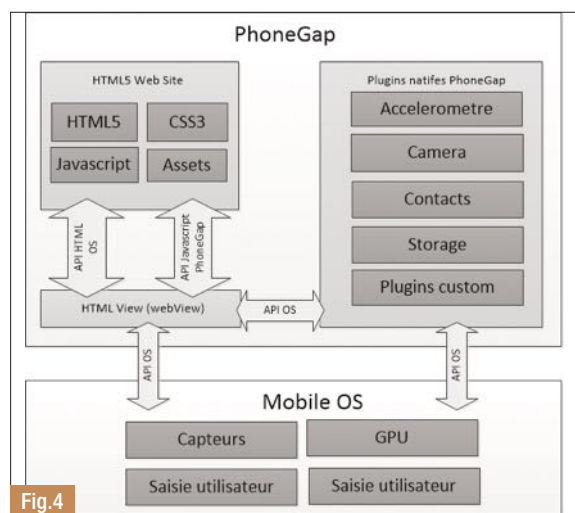 PhoneGap
HTML5 Web Site
HTML5
CSS3
Javascript
Assets
API HTML
OS
API Javascript
PhoneGap
HTML View (webView)
API OS
Plugins natifes PhoneGap
Accelerometre
Camera
Contacts
Storage
Plugins custom
API OS
API OS
Mobile OS
Capteurs
GPU
Saisie utilisateur
Saisie utilisateur
Fig.4